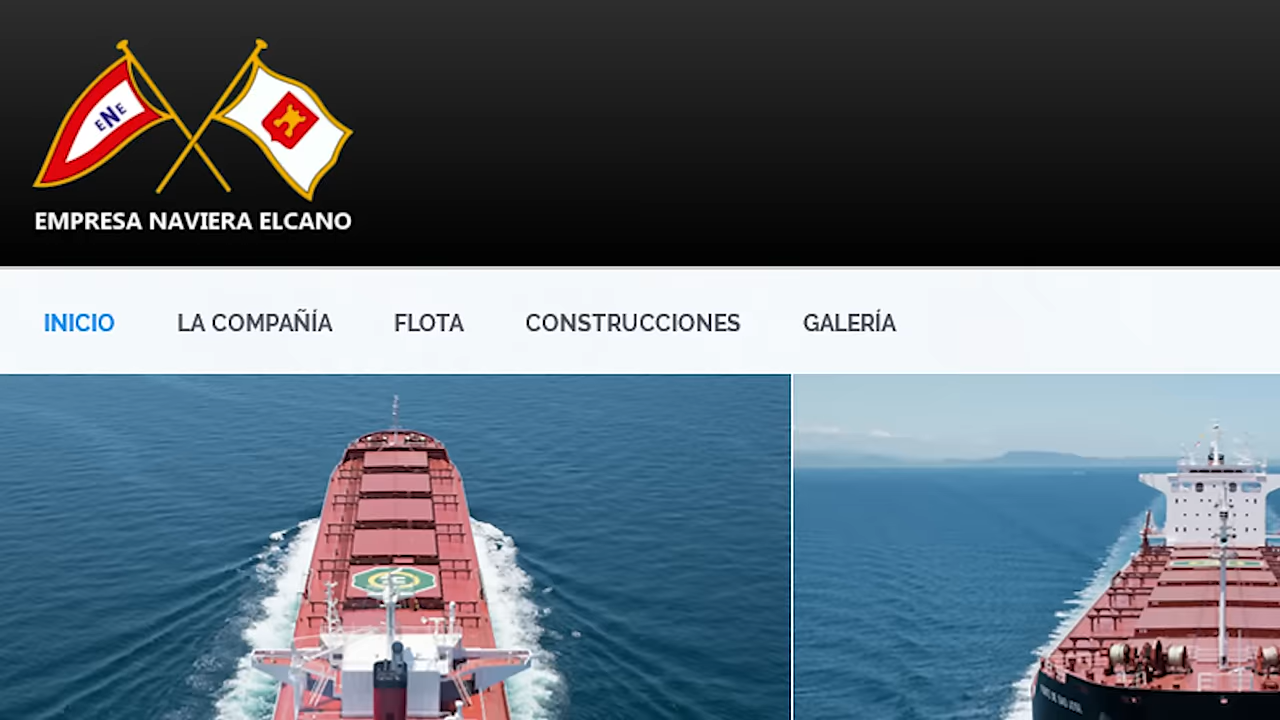 ENE
EMPRESA NAVIERA ELCANO
INICIO
LA COMPAÑÍA
FLOTA
CONSTRUCCIONES
GALERÍA